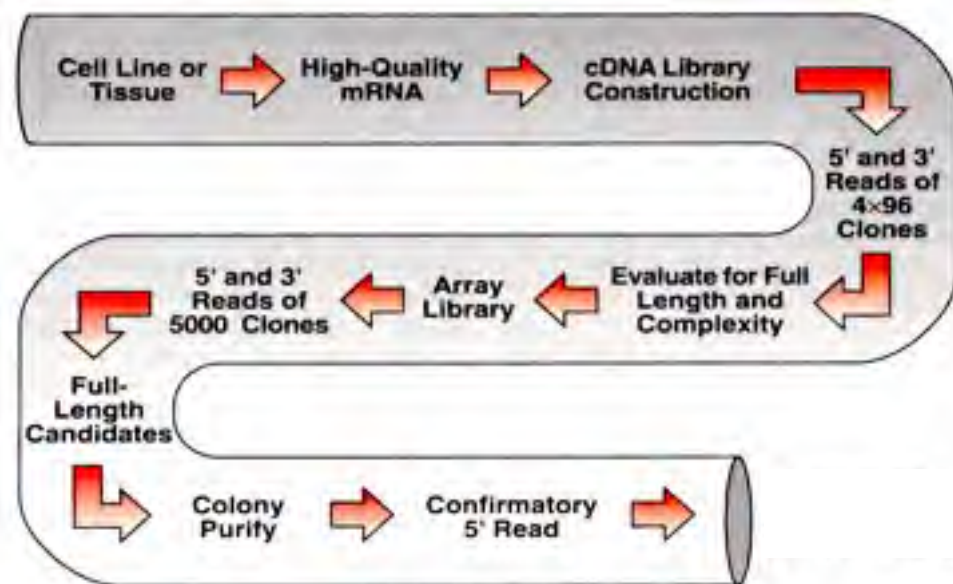 Cell Line or
Tissue
High-Quality
mRNA
cDNA Library
Construction
5' and 3'
Reads of
4×96
Clones
Evaluate for Full
Length and
Complexity
Array
Library
5' and 3'
Reads of
5000 Clones
Full-
Length
Candidates
Colony
Purify
Confirmatory
5' Read